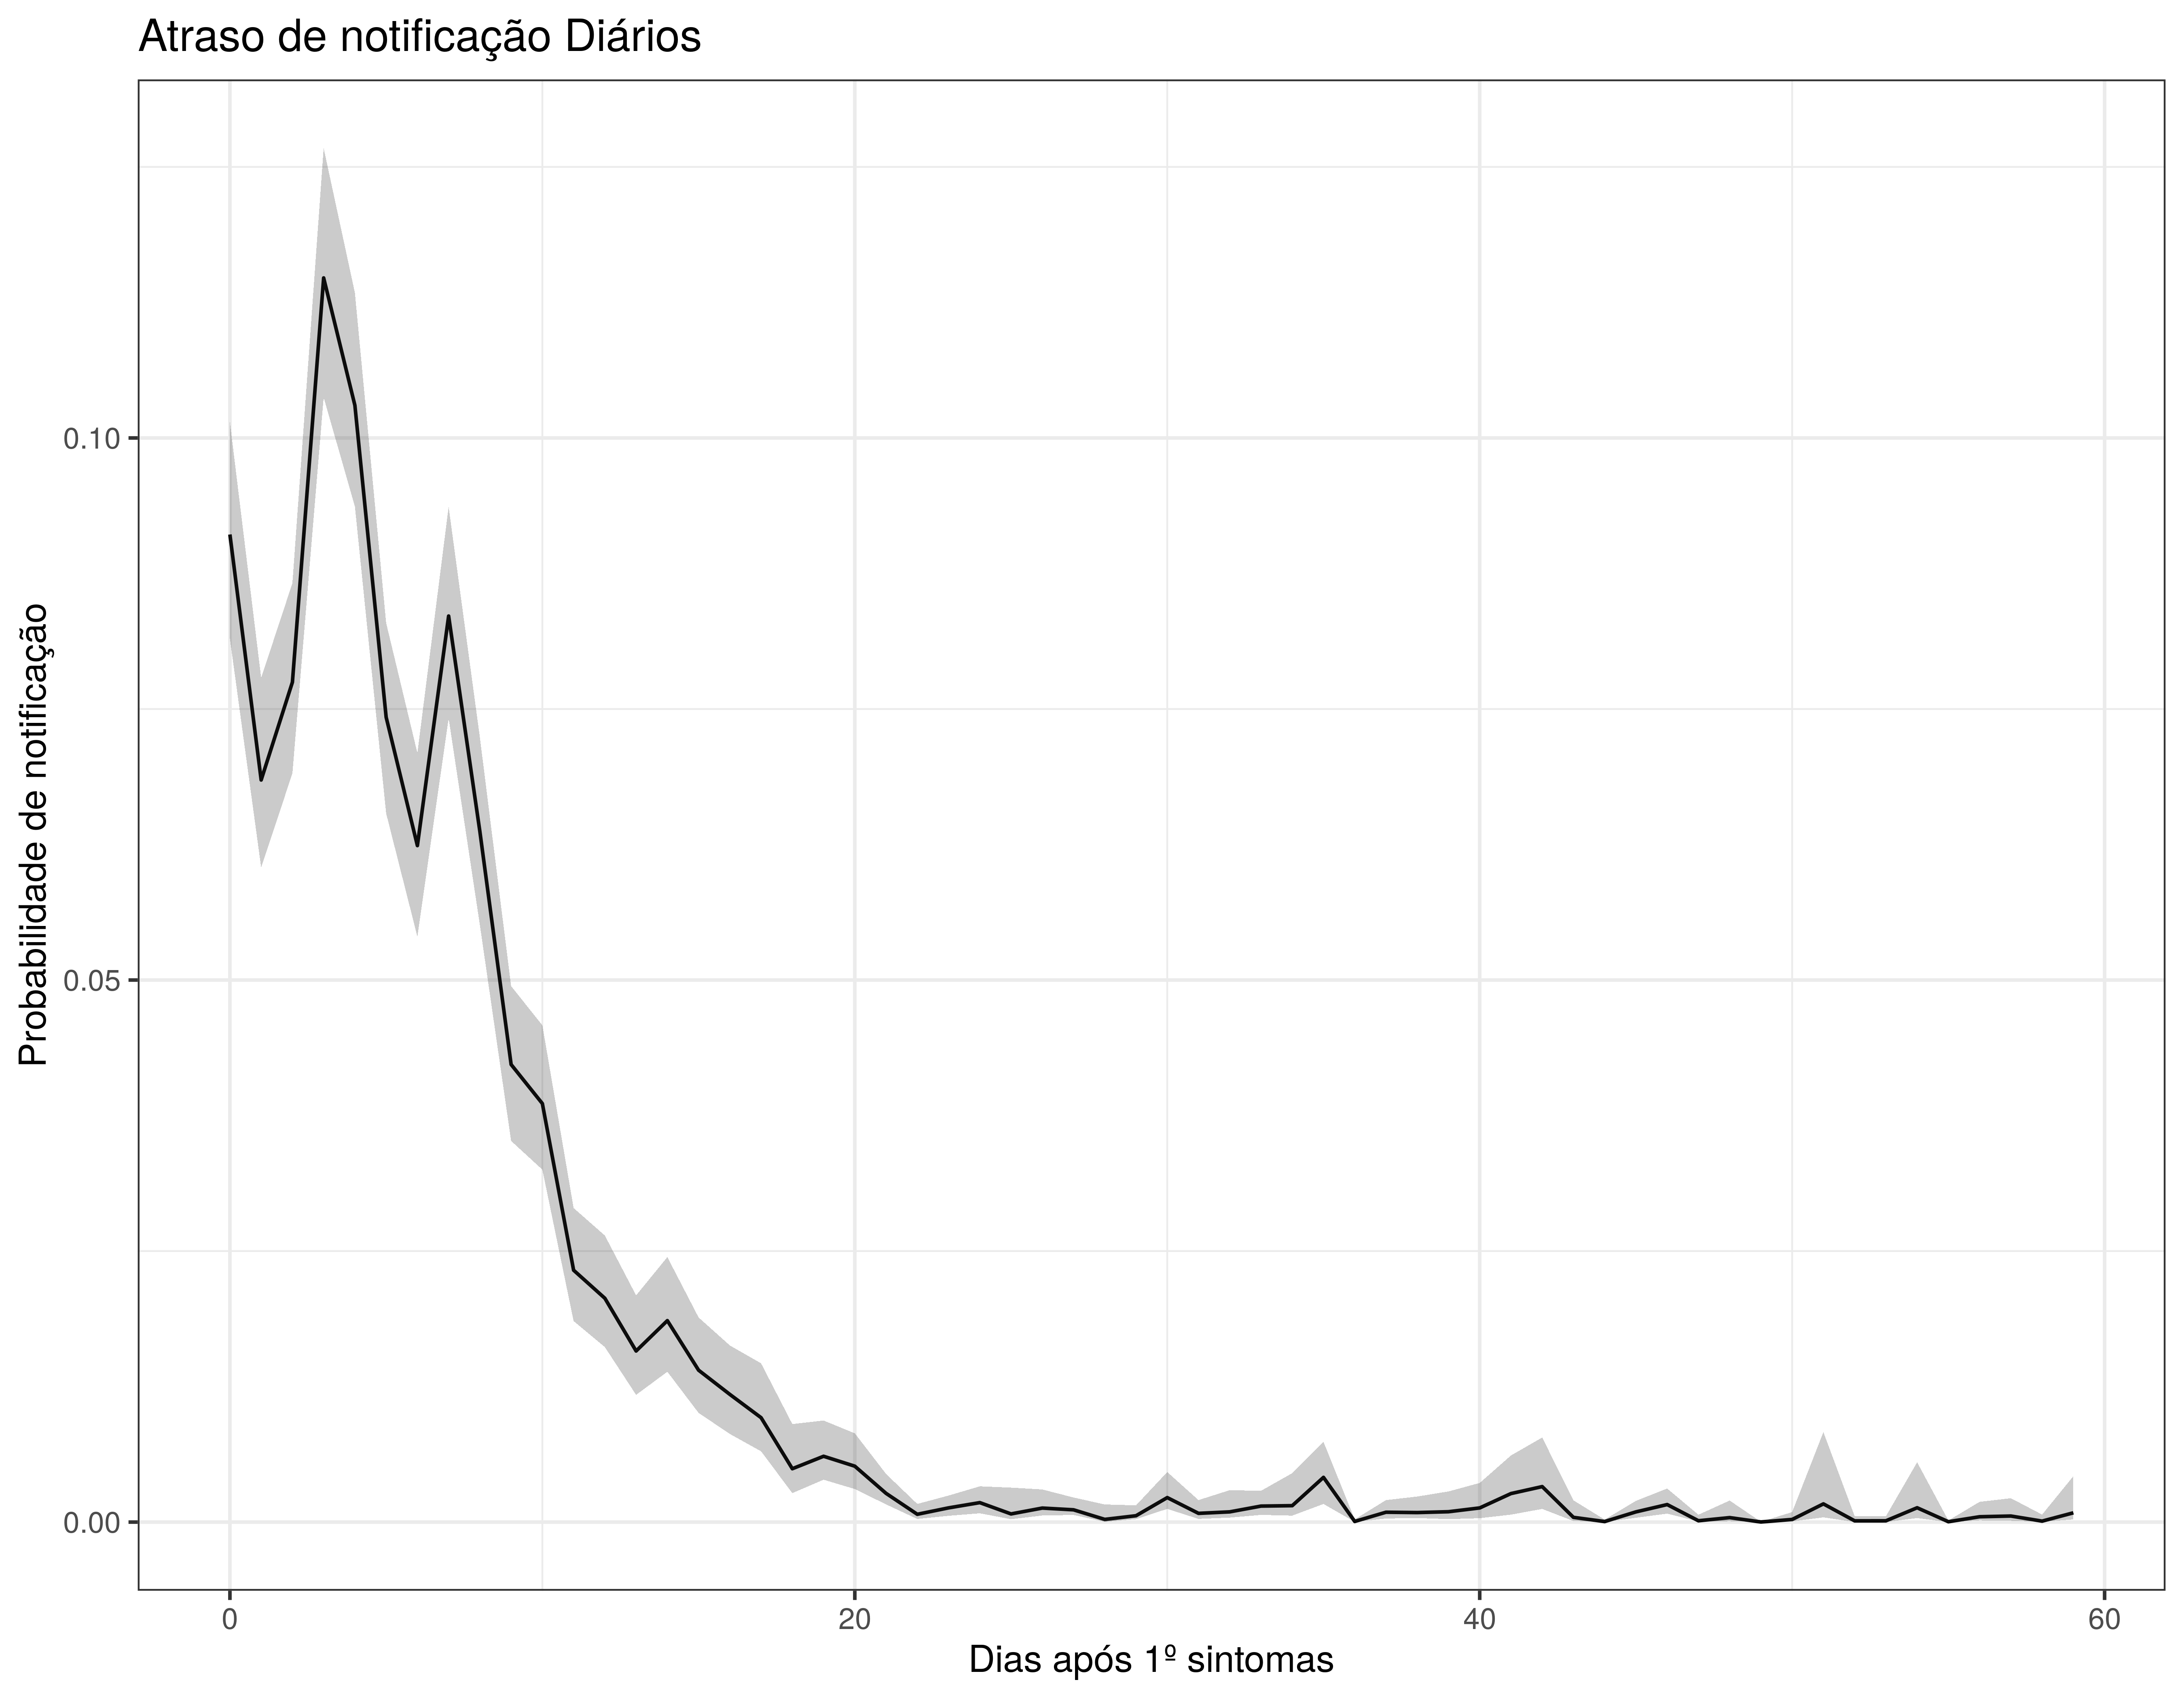 Atraso de notificação Diários
Probabilidade de notificação
0.10
0.05
0.00
0
20
40
60
Dias após 1º sintomas